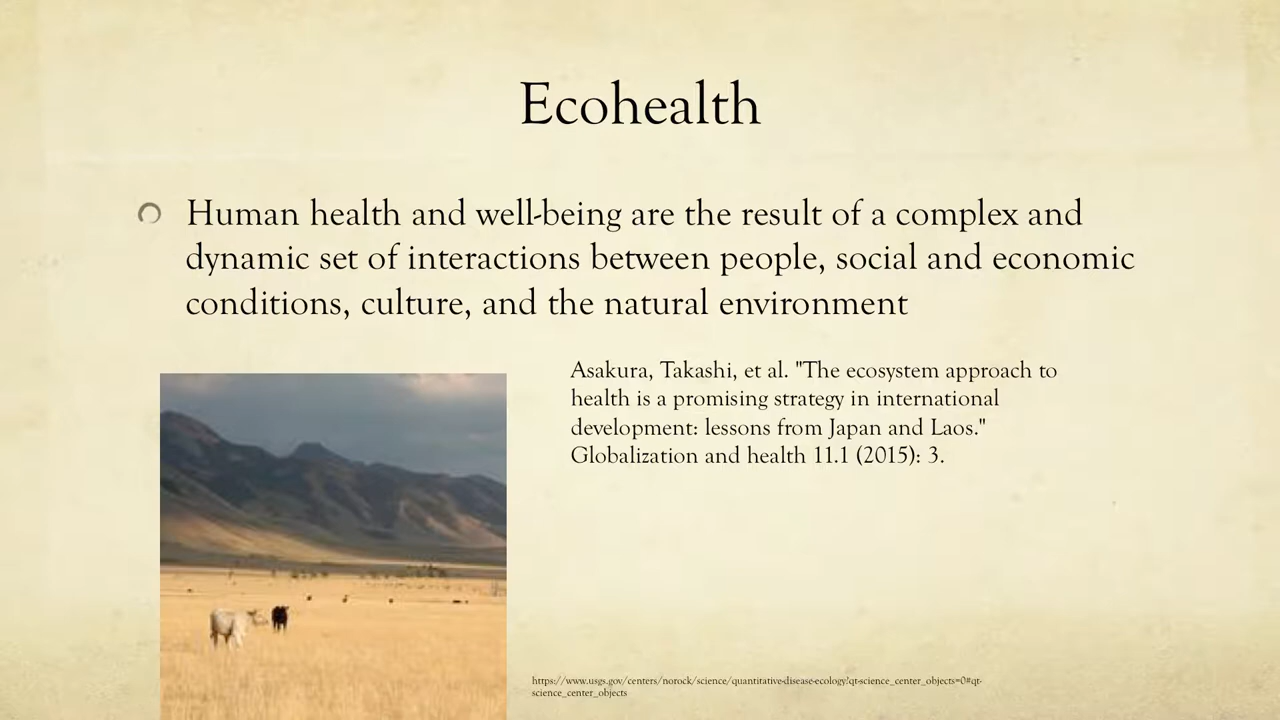 Ecohealth
Human health and well-being are the result of a complex and
dynamic set of interactions between people, social and economic
conditions, culture, and the natural environment
Asakura, Takashi, et al. "The ecosystem approach to
health is a promising strategy in international
development: lessons from Japan and Laos."
Globalization and health 11.1 (2015): 3.
https://www.usgs.gov/centers/norock/science/quantitative-disease-ecology?qt-science_center_objects=0#qt-
science_center_objects